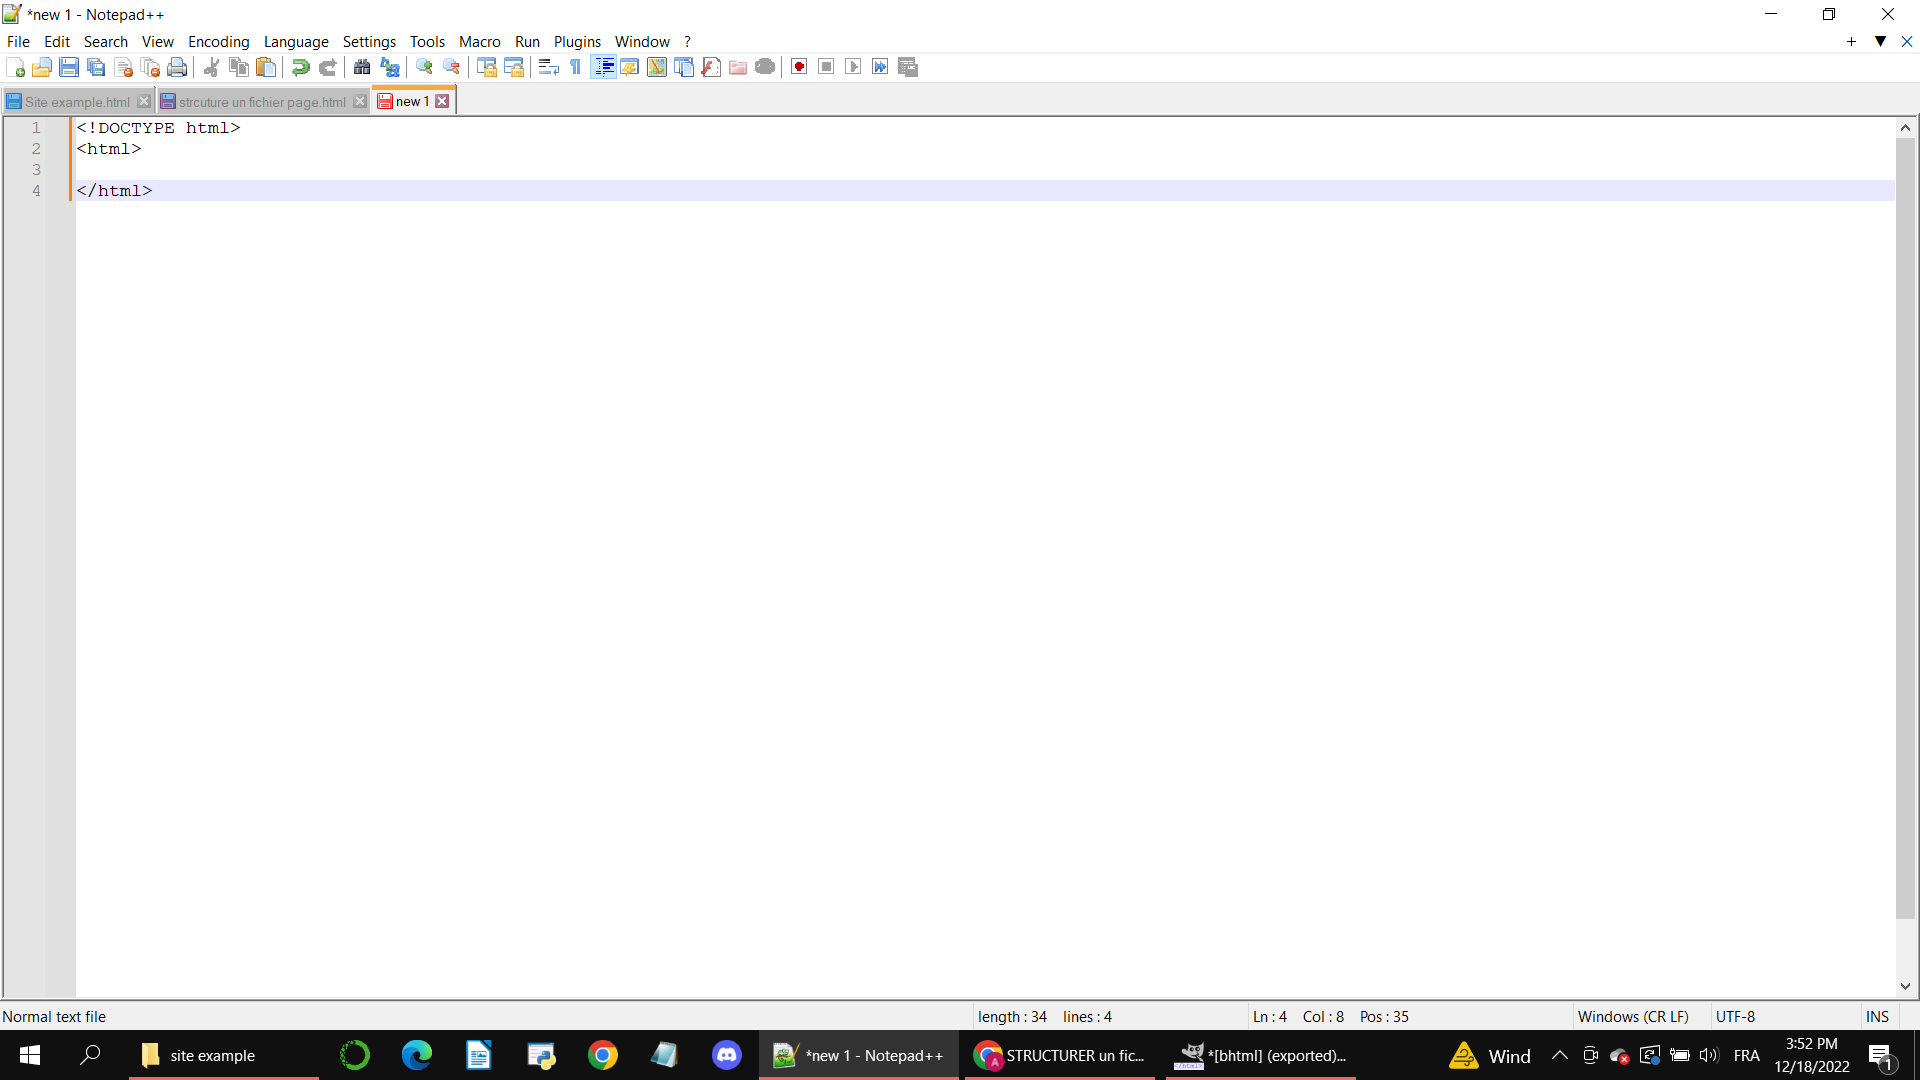 *new 1 - Notepad++
File Edit Search View Encoding Language Settings Tools Macro Run Plugins Window ?
Site example.html strcuture un fichier page.html new 1
1 <!DOCTYPE html>
2 <html>
3
4 </html>
Normal text file length : 34 lines : 4 Ln : 4 Col : 8 Pos : 35 Windows (CR LF) UTF-8 INS
site example *new 1 - Notepad++ STRUCTURER un fic... *[bhtml] (exported)... Wind FRA 3:52 PM
12/18/2022 1